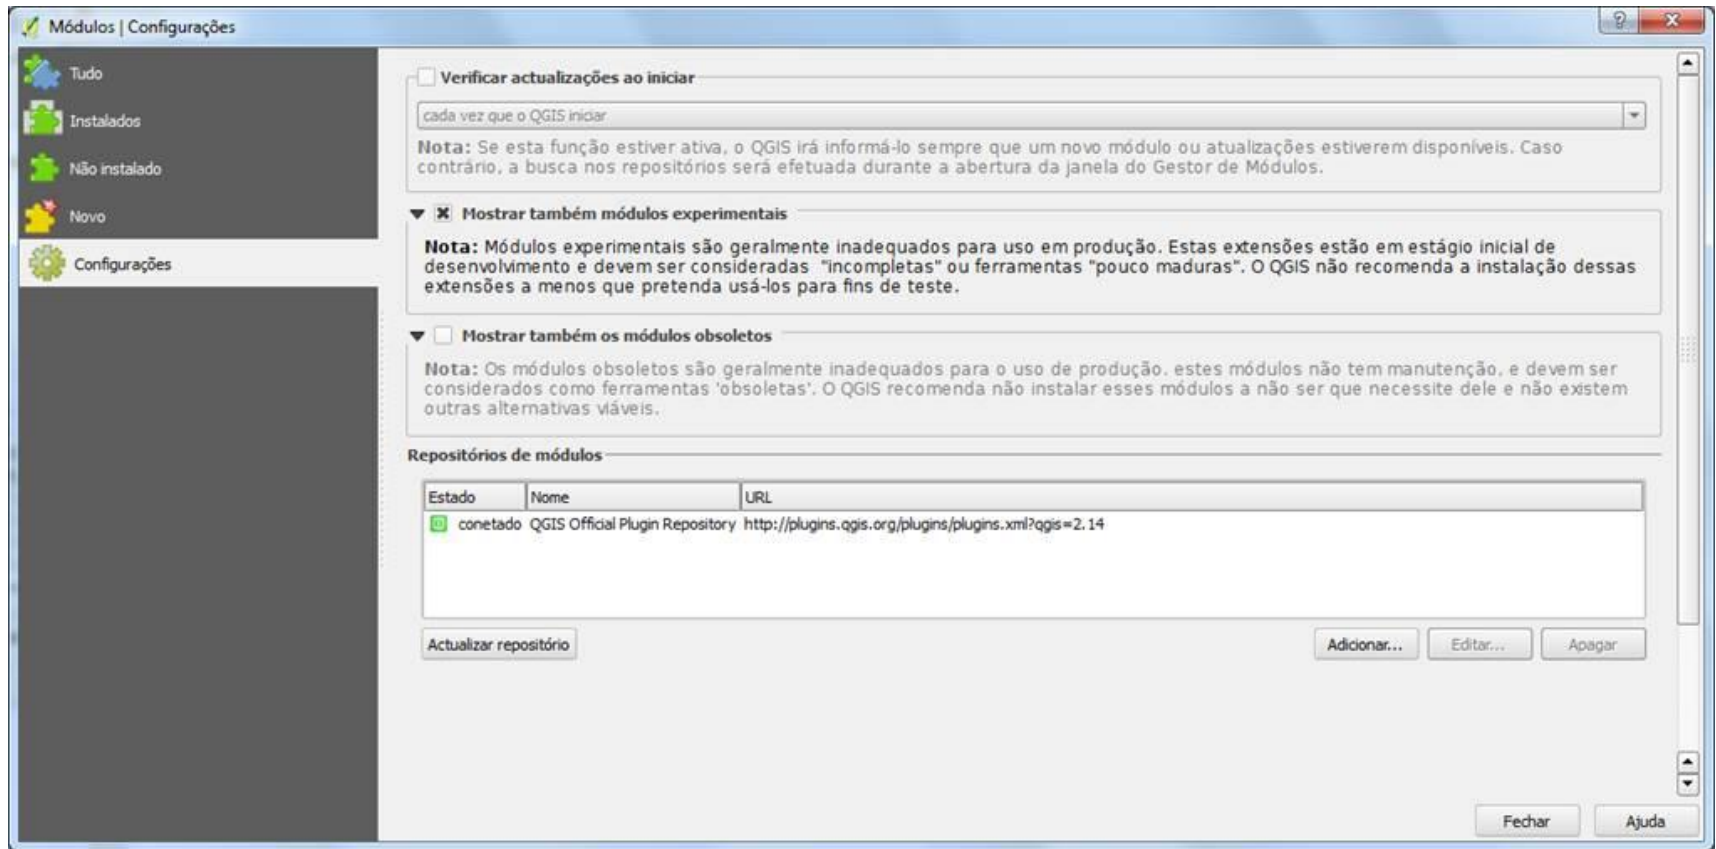 Módulos | Configurações
Tudo
Instalados
Não instalado
Novo
Configurações
Verificar actualizações ao iniciar
cada vez que o QGIS iniciar
Nota: Se esta função estiver ativa, o QGIS irá informá-lo sempre que um novo módulo ou atualizações estiverem disponíveis. Caso
contrário, a busca nos repositórios será efetuada durante a abertura da janela do Gestor de Módulos.
Mostrar também módulos experimentais
Nota: Módulos experimentais são geralmente inadequados para uso em produção. Estas extensões estão em estágio inicial de
desenvolvimento e devem ser consideradas "incompletas" ou ferramentas "pouco maduras". O QGIS não recomenda a instalação dessas
extensões a menos que pretenda usá-los para fins de teste.
Mostrar também os módulos obsoletos
Nota: Os módulos obsoletos são geralmente inadequados para o uso de produção. estes módulos não tem manutenção, e devem ser
considerados como ferramentas 'obsoletas'. O QGIS recomenda não instalar esses módulos a não ser que necessite dele e não existem
outras alternativas viáveis.
Repositórios de módulos
Estado Nome URL
conetado QGIS Official Plugin Repository http://plugins.qgis.org/plugins/plugins.xml?qgis=2.14
Actualizar repositório Adicionar... Editar... Apagar
Fechar Ajuda